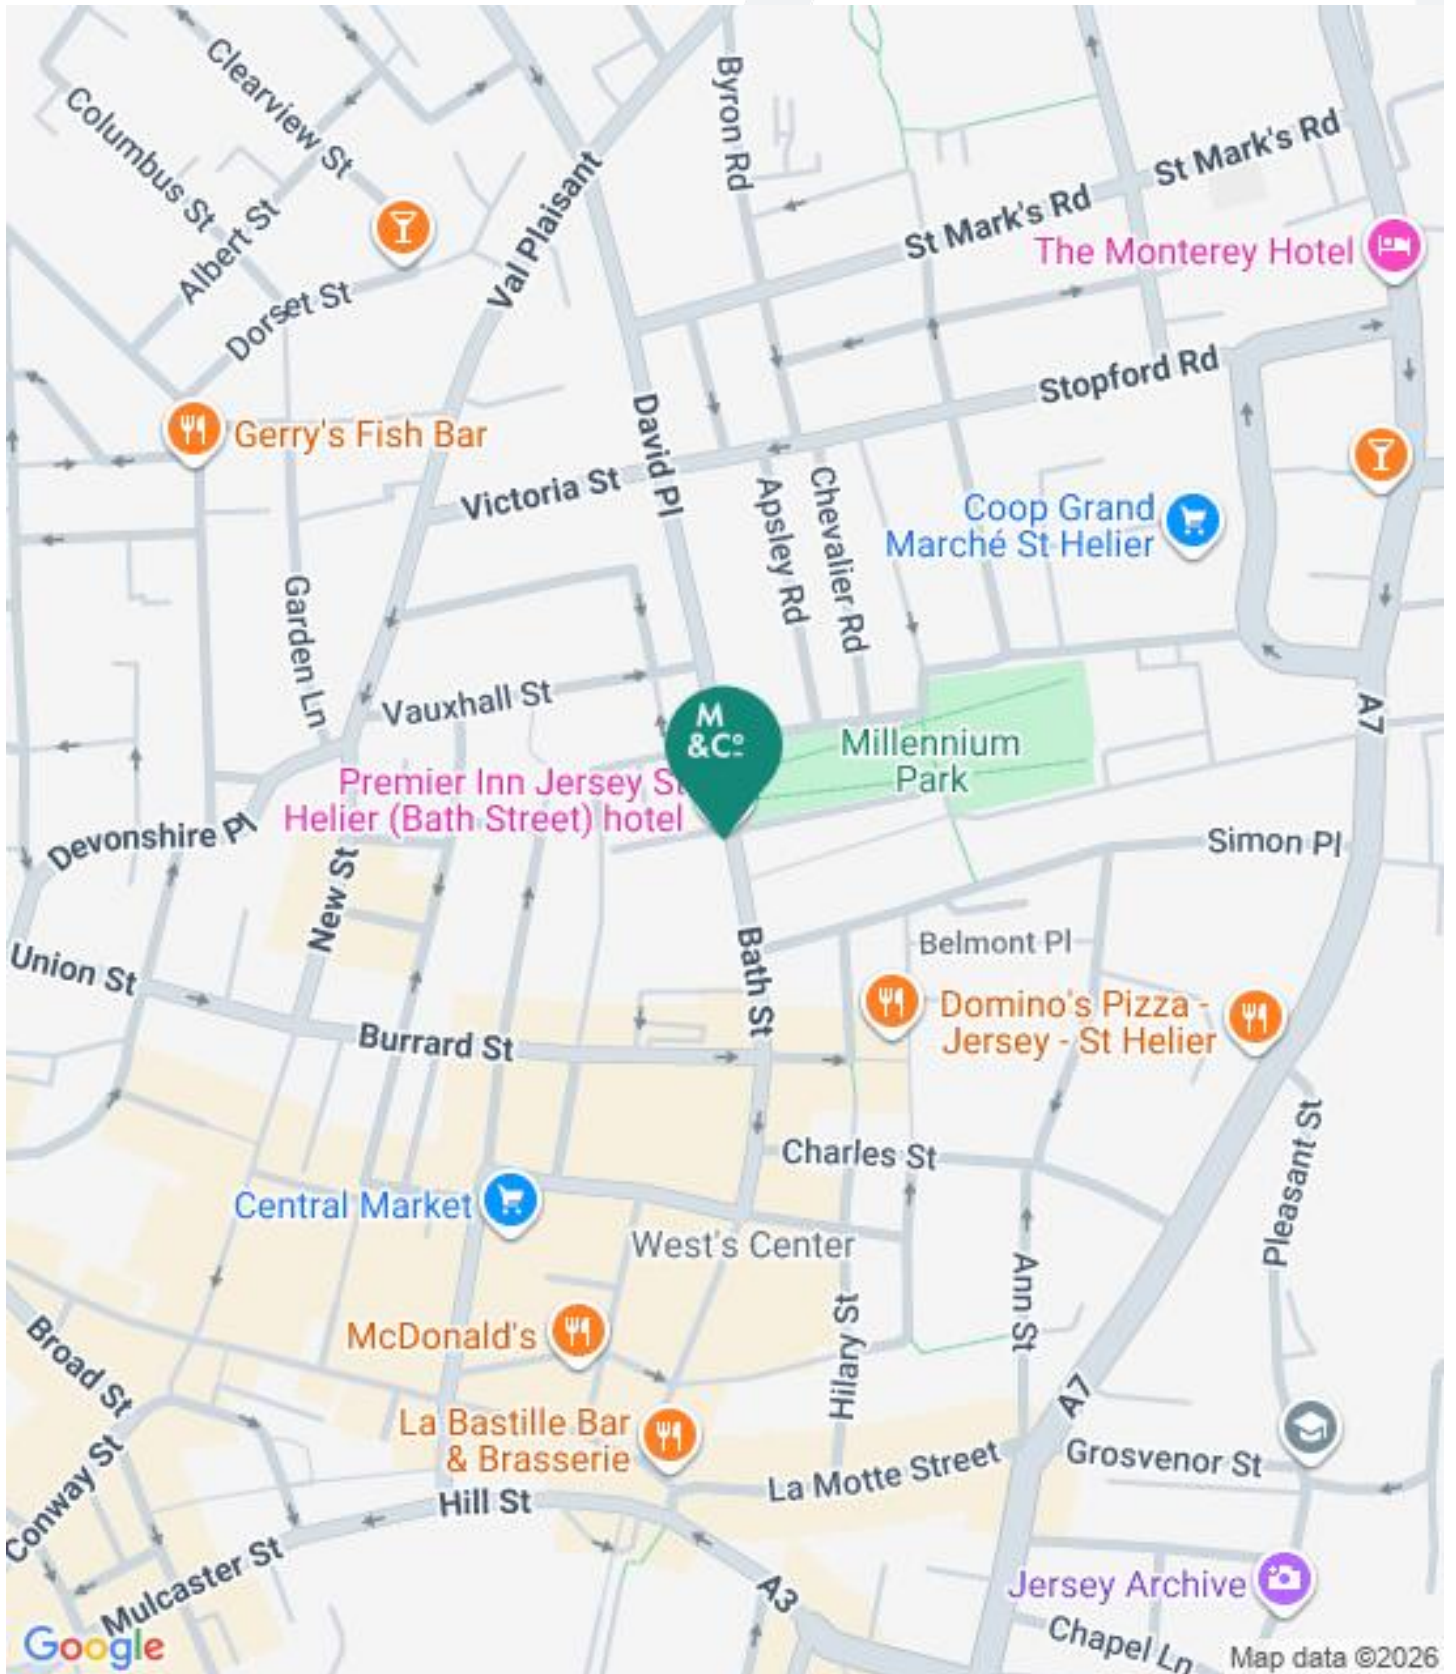 Clearview St
Columbus St
Albert St
Dorset St
Val Plaisant
Byron Rd
St Mark's Rd
St Mark's Rd
The Monterey Hotel
Stopford Rd
Gerry's Fish Bar
David Pl
Victoria St
Apsley Rd
Chevalier Rd
Coop Grand
Marché St Helier
Garden Ln
Vauxhall St
M
&Co
Millennium
Park
A7
Premier Inn Jersey St
Helier (Bath Street) hotel
Devonshire Pl
New St
Simon Pl
Union St
Bath St
Belmont Pl
Domino's Pizza -
Jersey - St Helier
Burrard St
Charles St
Pleasant St
Central Market
West's Center
Ann St
Hilary St
McDonald's
Broad St
La Bastille Bar
& Brasserie
A7
Grosvenor St
La Motte Street
Conway St
Hill St
Mulcaster St
A3
Jersey Archive
Chapel Ln
Google
Map data ©2026